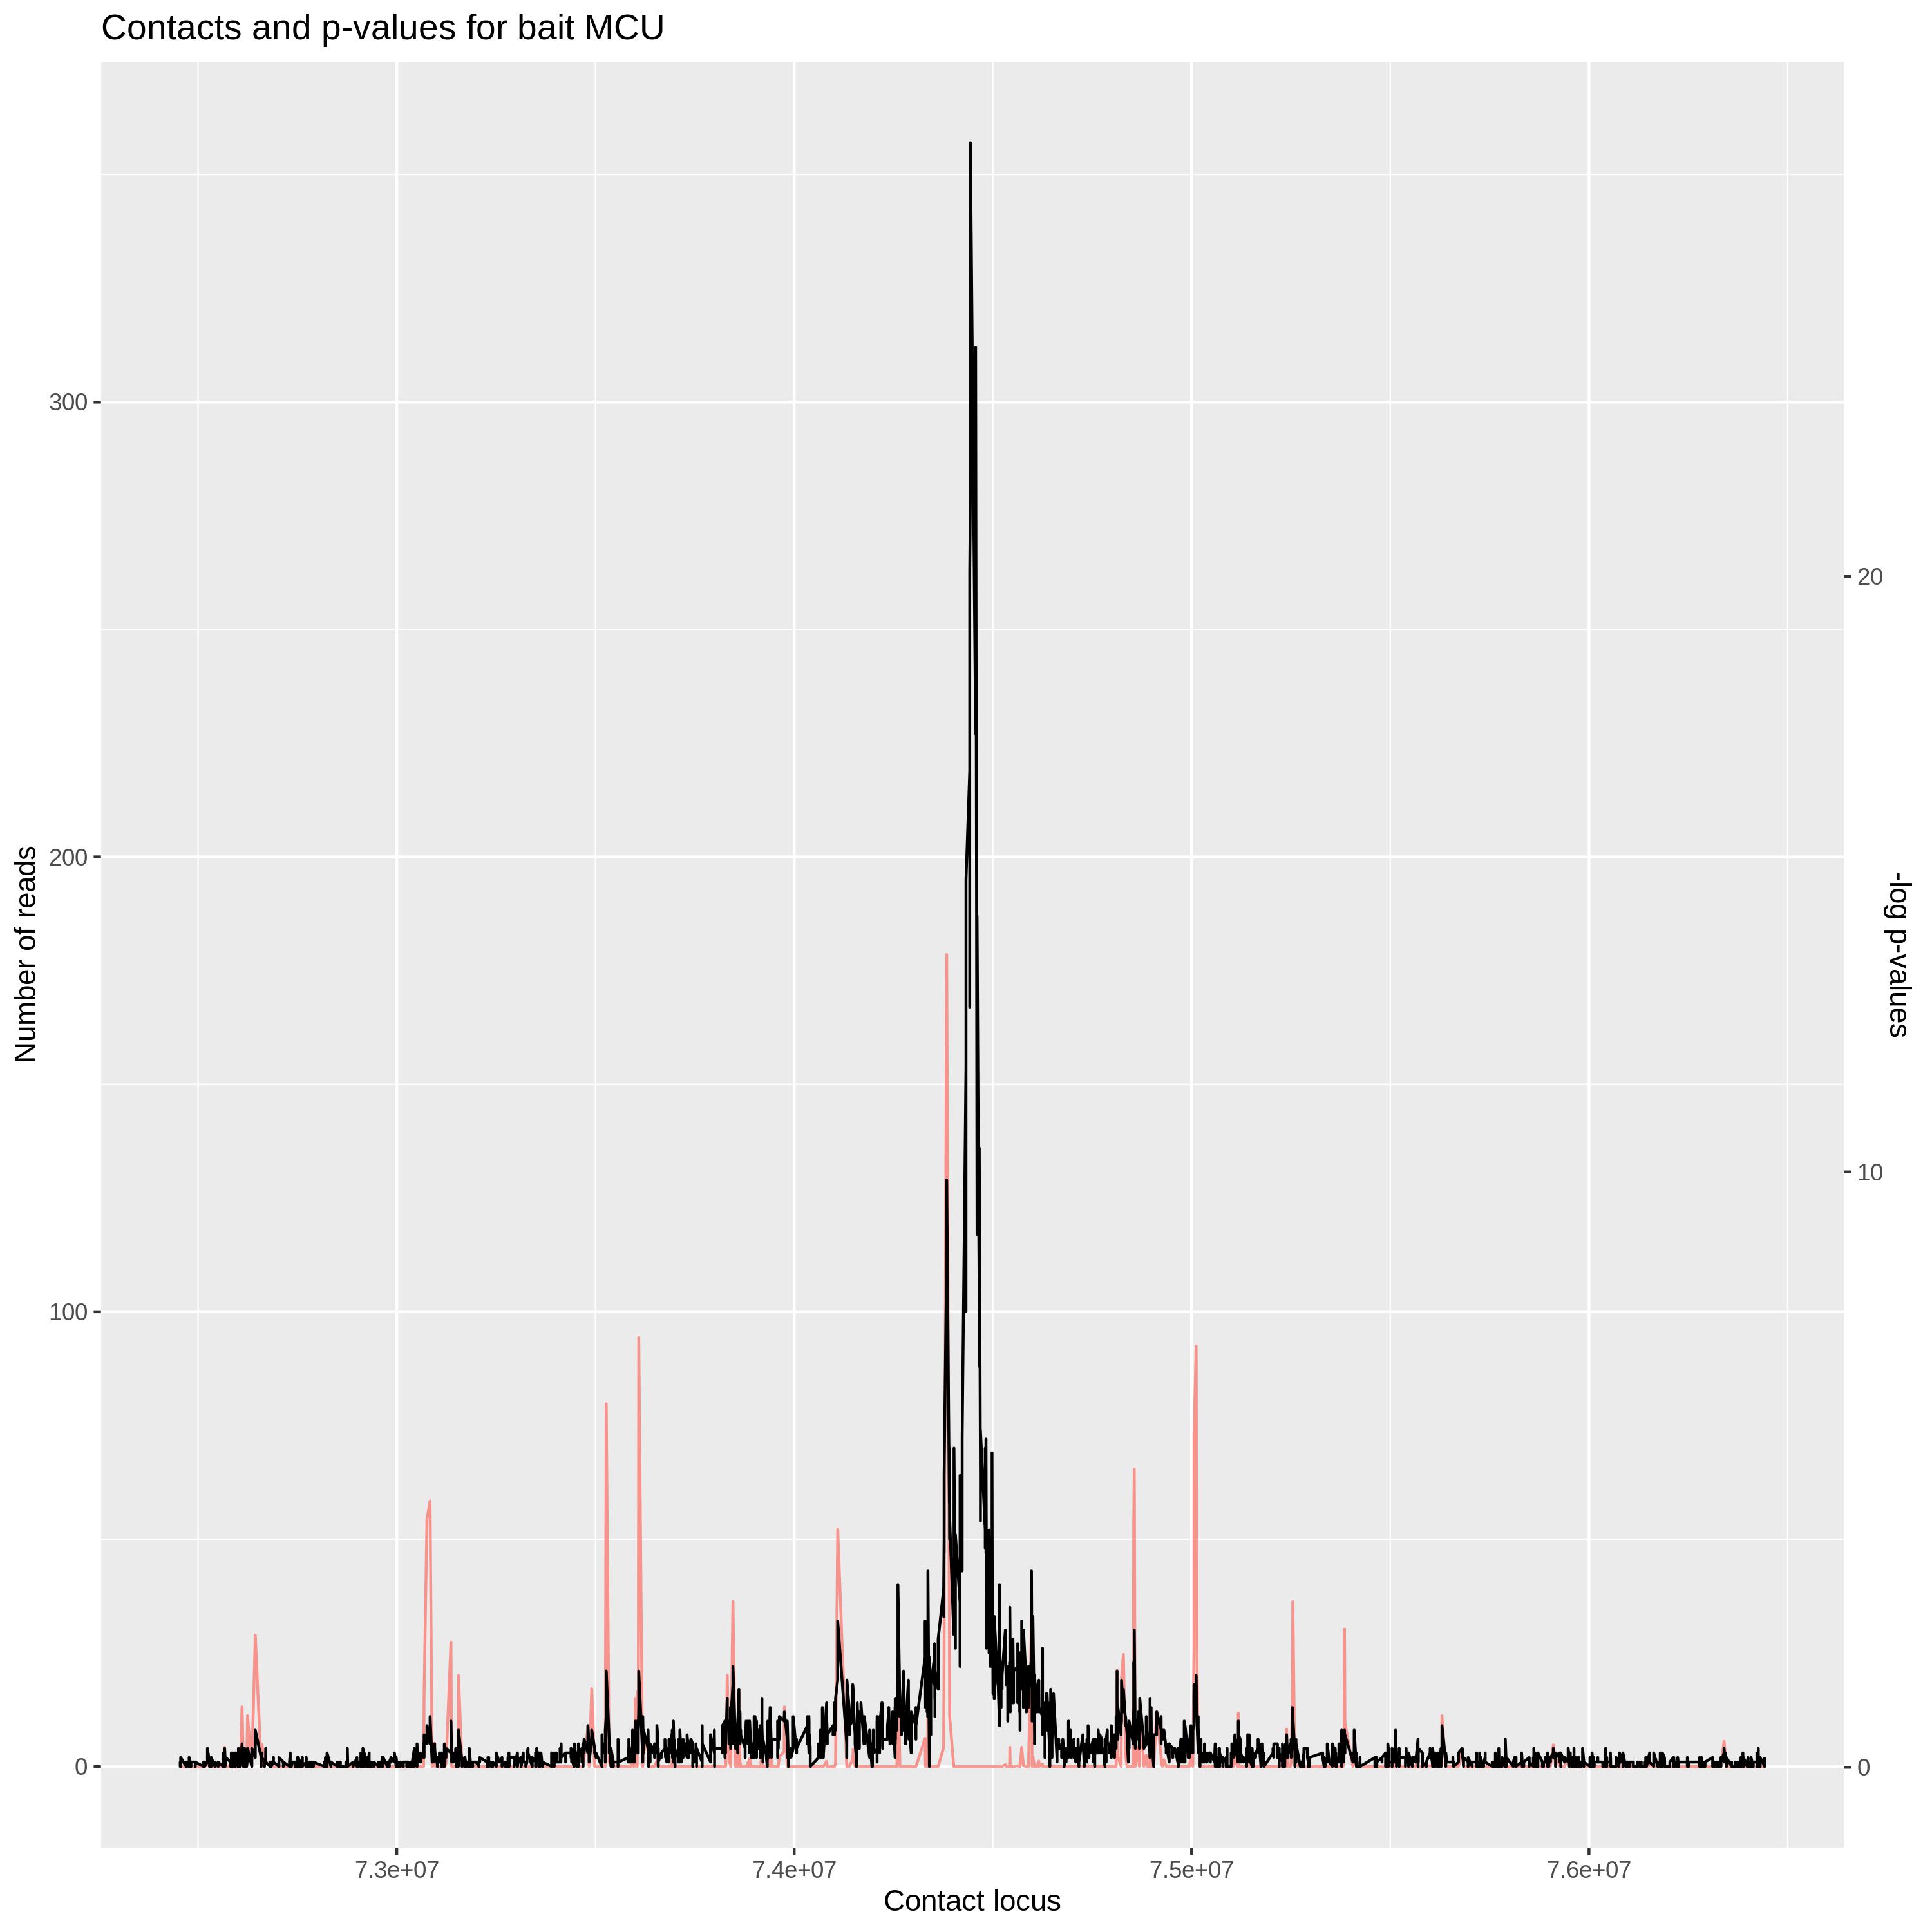 Contacts and p-values for bait MCU
Number of reads
300
200
100
0
20
10
0
-log p-values
7.3e+07
7.4e+07
7.5e+07
7.6e+07
Contact locus